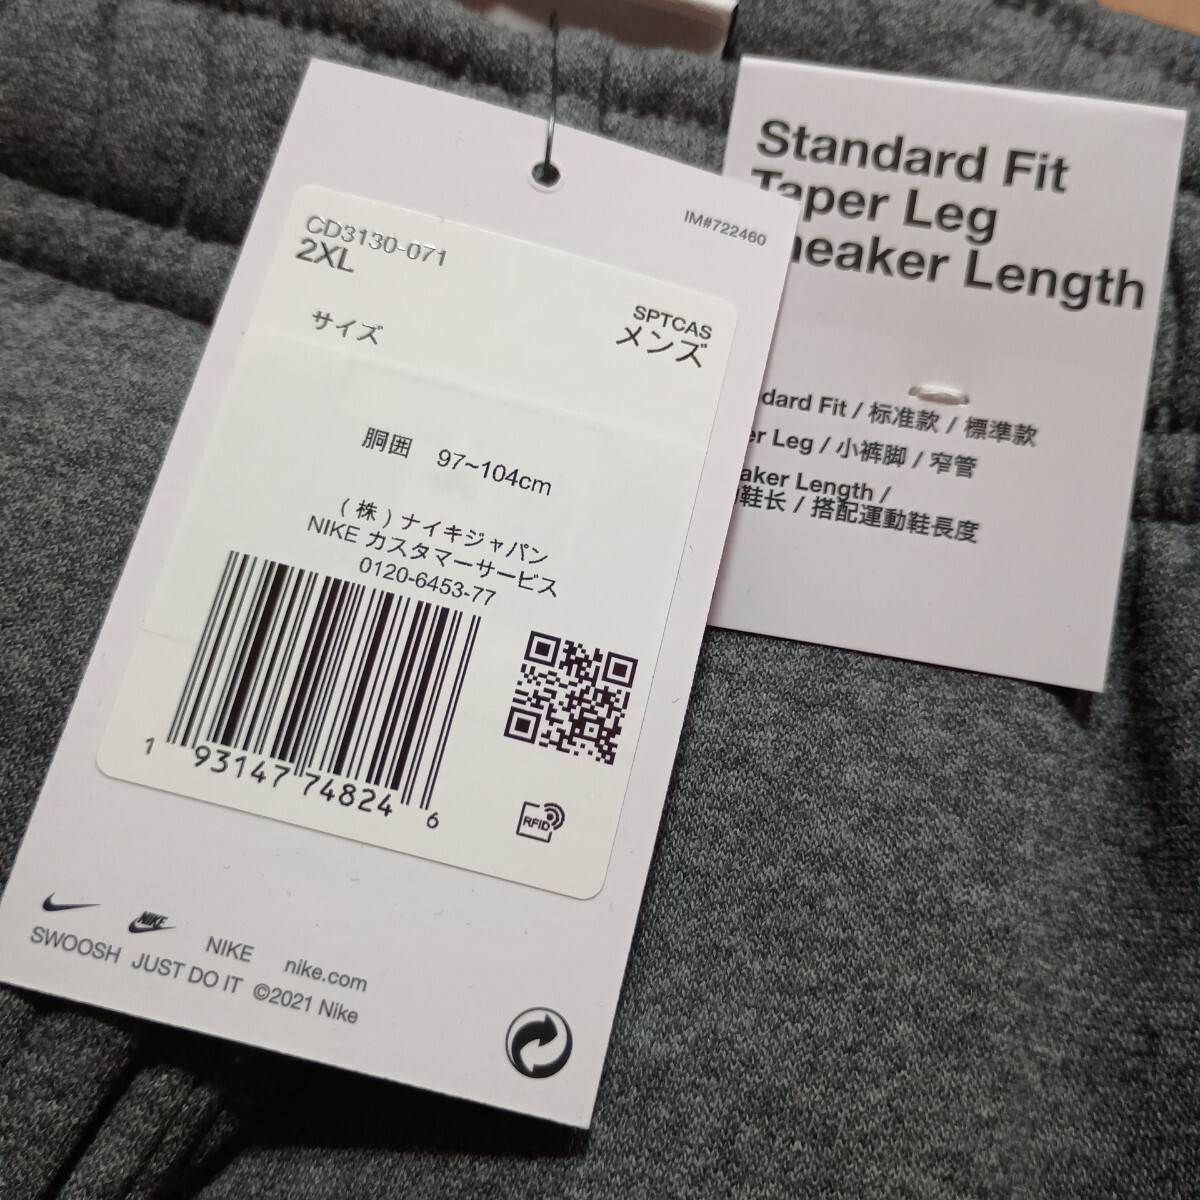 IM#722460
CD3130-071
2XL
SPTCAS
メンズ
サイズ
胴囲 97~104cm
(株)ナイキジャパン
NIKE カスタマーサービス
0120-6453-77
1 93147 74824 6
RFID
NIKE
NIKE nike.com
SWOOSH JUST DO IT ©2021 Nike
Standard Fit
Taper Leg
Sneaker Length
dard Fit / 标准款 / 標準款
er Leg / 小裤脚 / 窄管
aker Length /
鞋长 / 搭配運動鞋長度